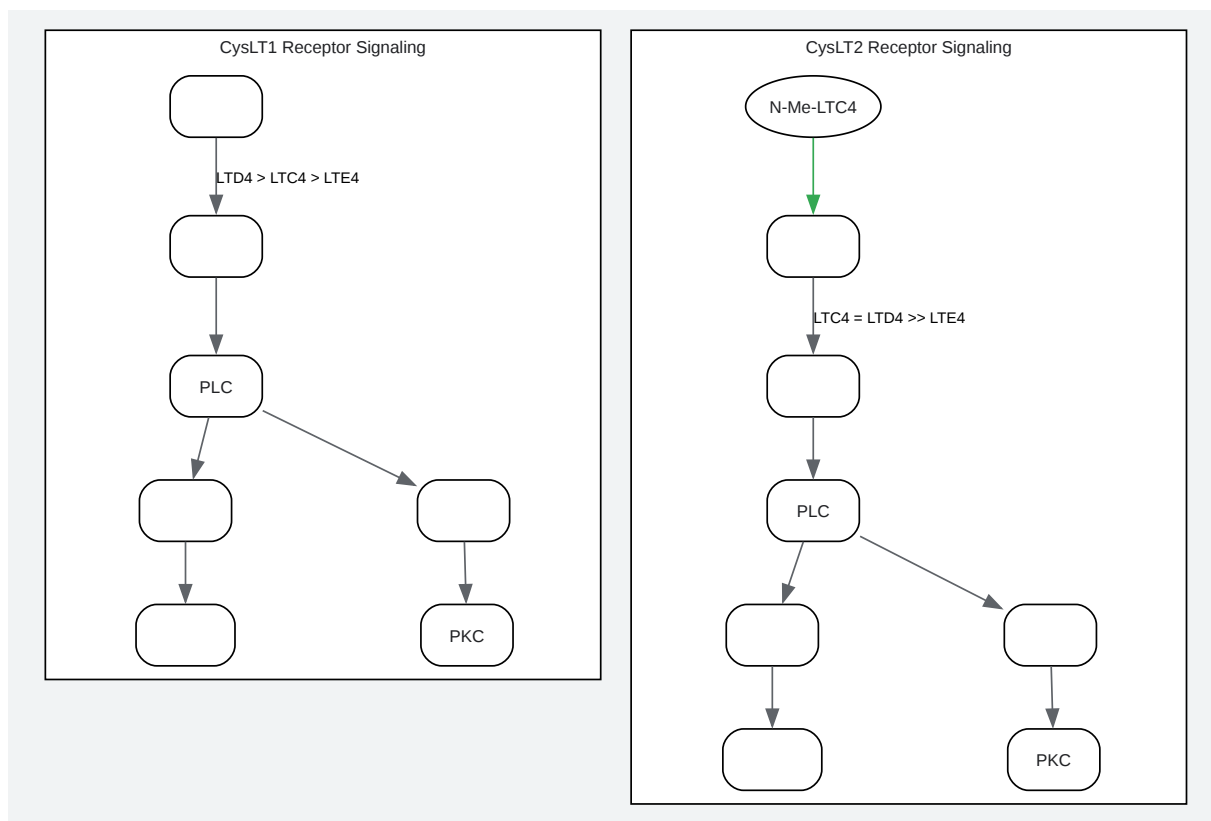 CysLT1 Receptor Signaling
LTD4 > LTC4 > LTE4
PLC
PKC
CysLT2 Receptor Signaling
N-Me-LTC4
LTC4 = LTD4 >> LTE4
PLC
PKC